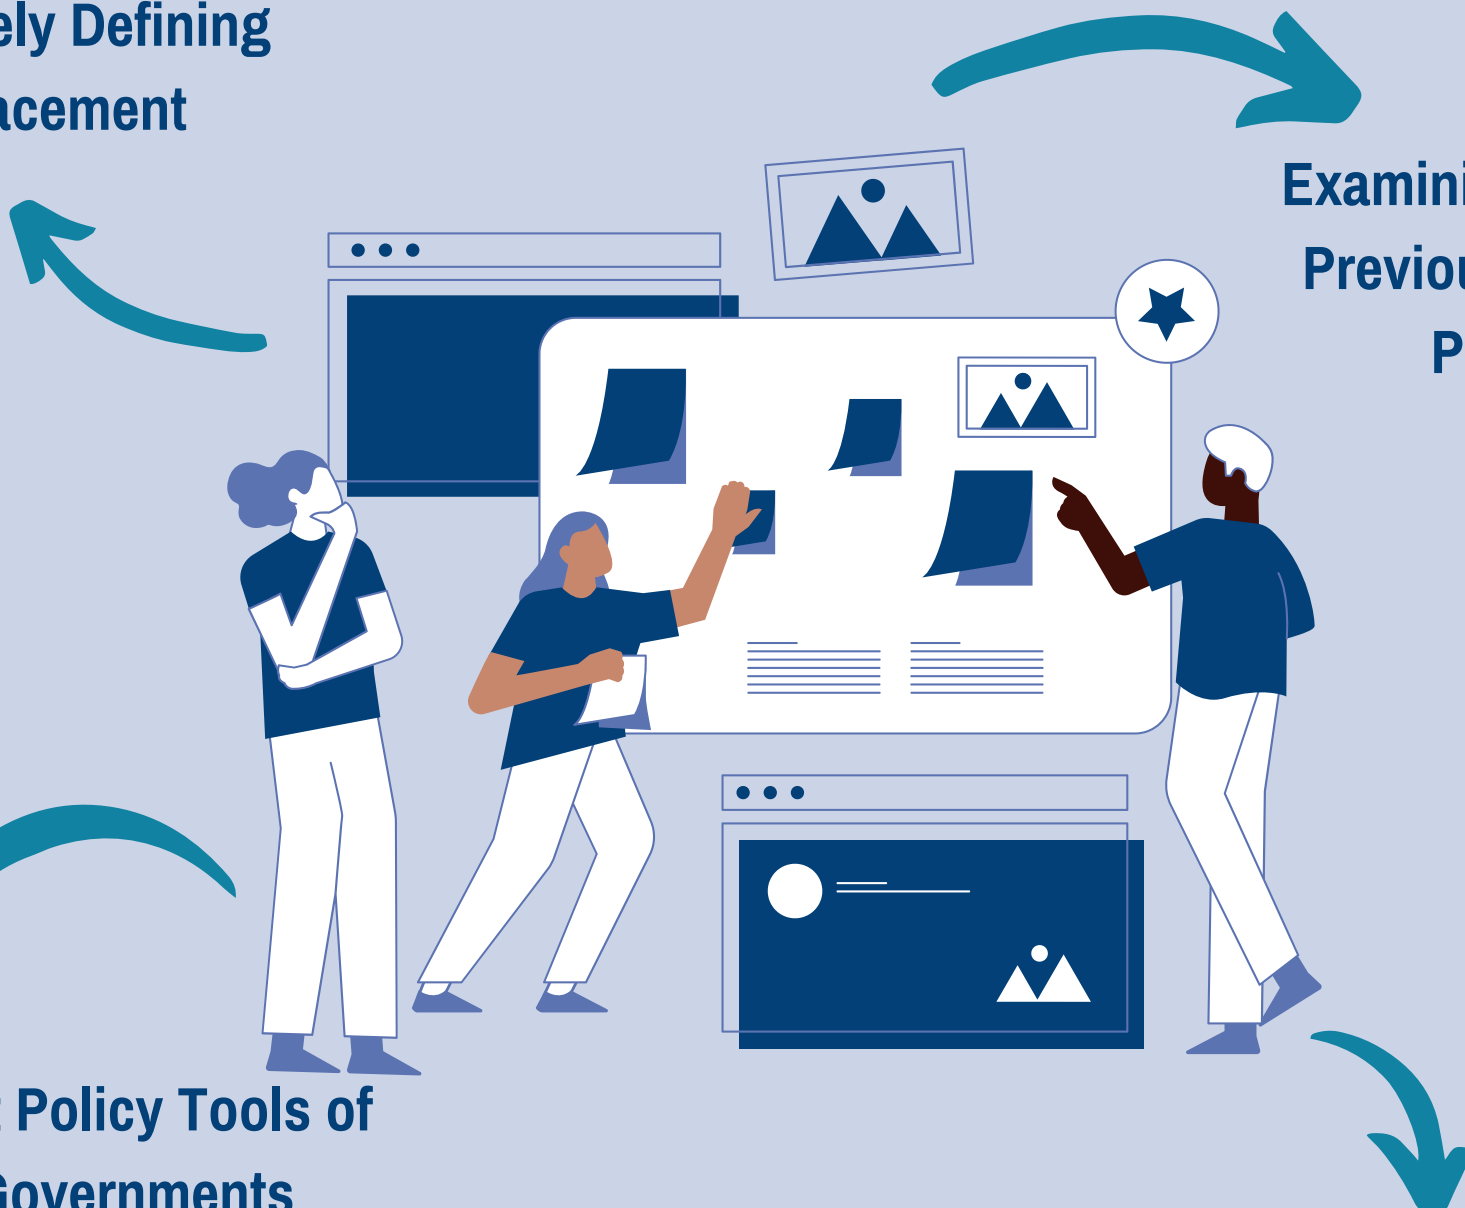 ely Defining
acement
Examini
Previou
P
Policy Tools of
Governments